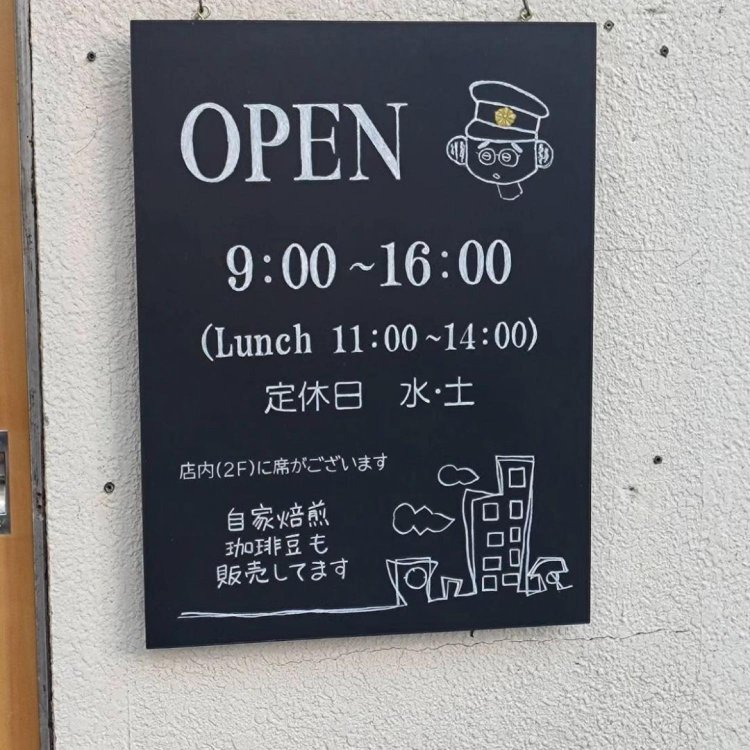 OPEN
9:00~16:00
(Lunch 11:00~14:00)
定休日 水・土
店内(2F)に席がございます
自家焙煎
珈琲豆も
販売してます